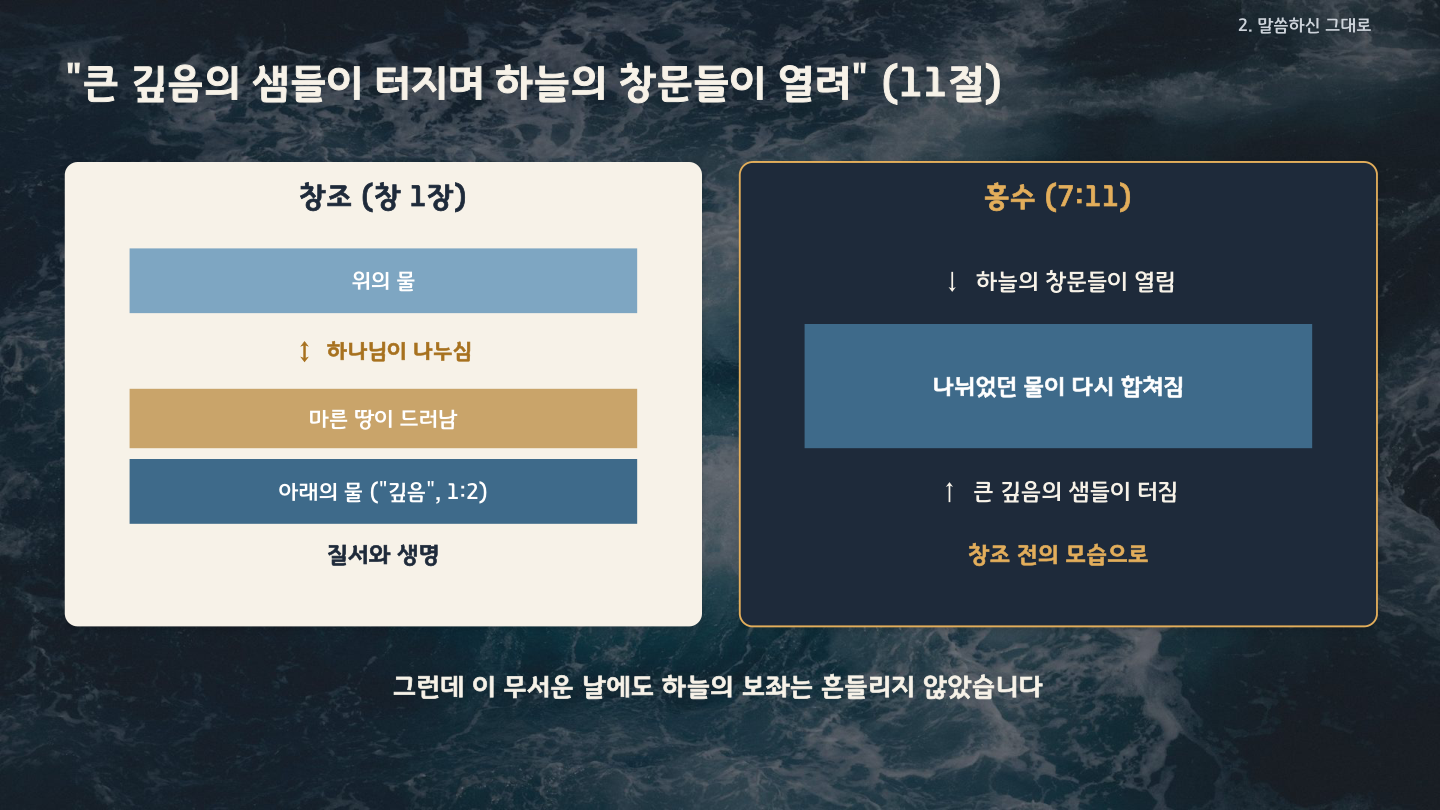 2. 말씀하신 그대로
"큰 깊음의 샘들이 터지며 하늘의 창문들이 열려" (11절)
창조 (창 1장)
위의 물
↕ 하나님이 나누심
마른 땅이 드러남
아래의 물 ("깊음", 1:2)
질서와 생명
홍수 (7:11)
↓ 하늘의 창문들이 열림
나뉘었던 물이 다시 합쳐짐
↑ 큰 깊음의 샘들이 터짐
창조 전의 모습으로
그런데 이 무서운 날에도 하늘의 보좌는 흔들리지 않았습니다